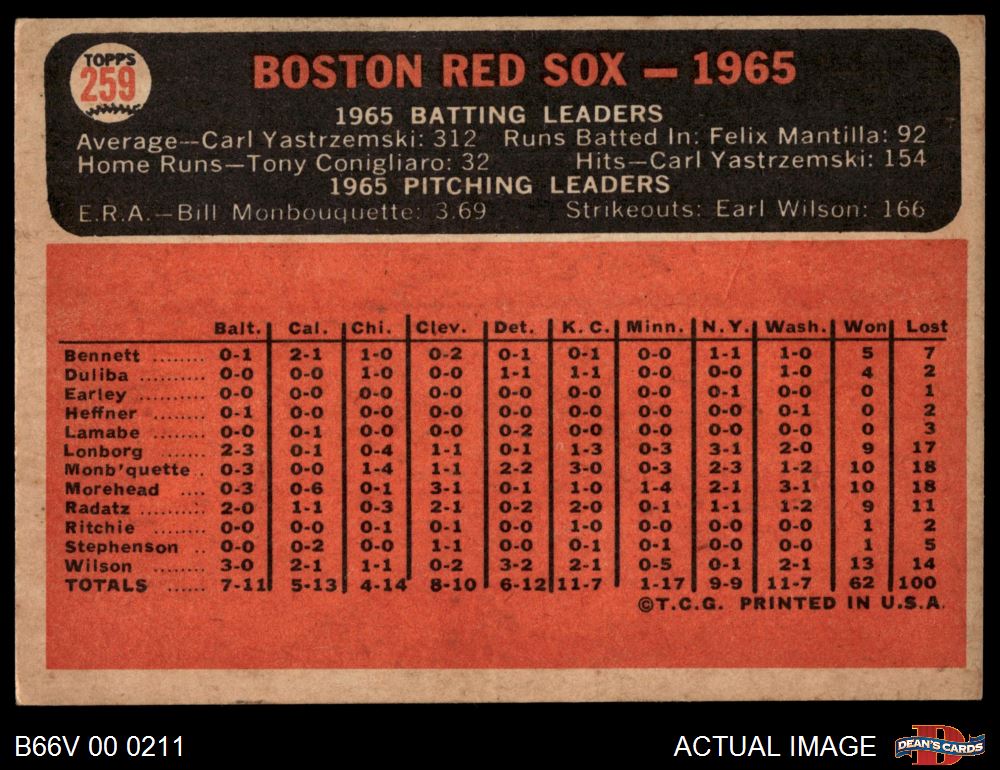 TOPPS
259
BOSTON RED SOX — 1965
1965 BATTING LEADERS
Average—Carl Yastrzemski: 312 Runs Batted In: Felix Mantilla: 92
Home Runs—Tony Conigliaro: 32 Hits—Carl Yastrzemski: 154
1965 PITCHING LEADERS
E.R.A.—Bill Monbouquette: 3.69 Strikeouts: Earl Wilson: 166
Balt. Cal. Chi. Clev. Det. K. C. Minn. N.Y. Wash. Won Lost
Bennett ........ 0-1 2-1 1-0 0-2 0-1 0-1 0-0 1-1 1-0 5 7
Duliba .......... 0-0 0-0 1-0 0-0 1-1 1-1 0-0 0-0 1-0 4 2
Earley .......... 0-0 0-0 0-0 0-0 0-0 0-0 0-0 0-1 0-0 0 1
Heffner ........ 0-1 0-0 0-0 0-0 0-0 0-0 0-0 0-0 0-1 0 2
Lamabe ........ 0-0 0-1 0-0 0-0 0-2 0-0 0-0 0-0 0-0 0 3
Lonborg ........ 2-3 0-1 0-4 1-1 0-1 1-3 0-3 3-1 2-0 9 17
Monb'quette .. 0-3 0-0 1-4 1-1 2-2 3-0 0-3 2-3 1-2 10 18
Morehead .... 0-3 0-6 0-1 3-1 0-1 1-0 1-4 2-1 3-1 10 18
Radatz .......... 2-0 1-1 0-3 2-1 0-2 2-0 0-1 1-1 1-2 9 11
Ritchie .......... 0-0 0-0 0-1 0-1 0-0 1-0 0-0 0-0 0-0 1 2
Stephenson .. 0-0 0-2 0-0 1-1 0-0 0-1 0-1 0-0 0-0 1 5
Wilson .......... 3-0 2-1 1-1 0-2 3-2 2-1 0-5 0-1 2-1 13 14
TOTALS ...... 7-11 5-13 4-14 8-10 6-12 11-7 1-17 9-9 11-7 62 100
©T.C.G. PRINTED IN U.S.A.
B66V 00 0211 ACTUAL IMAGE
D
DEAN'S CARDS